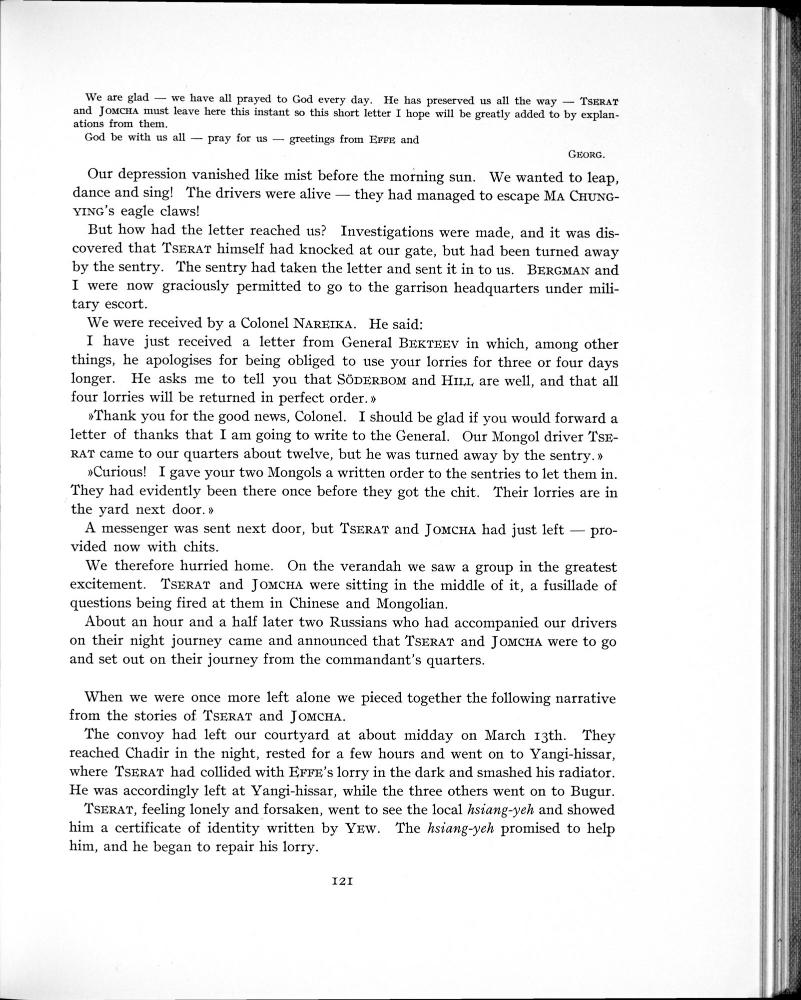 We are glad — we have all prayed to God every day. He has preserved us all the way — TSERAT
and JOMCHA must leave here this instant so this short letter I hope will be greatly added to by explan-
ations from them.
God be with us all — pray for us — greetings from EFFE and
GEORG.
Our depression vanished like mist before the morning sun. We wanted to leap,
dance and sing! The drivers were alive — they had managed to escape MA CHUNG-
YING's eagle claws!
But how had the letter reached us? Investigations were made, and it was dis-
covered that TSERAT himself had knocked at our gate, but had been turned away
by the sentry. The sentry had taken the letter and sent it in to us. BERGMAN and
I were now graciously permitted to go to the garrison headquarters under mili-
tary escort.
We were received by a Colonel NAREIKA. He said:
I have just received a letter from General BEKTEEV in which, among other
things, he apologises for being obliged to use your lorries for three or four days
longer. He asks me to tell you that SÖDERBOM and HILL are well, and that all
four lorries will be returned in perfect order.»
»Thank you for the good news, Colonel. I should be glad if you would forward a
letter of thanks that I am going to write to the General. Our Mongol driver TSE-
RAT came to our quarters about twelve, but he was turned away by the sentry.»
»Curious! I gave your two Mongols a written order to the sentries to let them in.
They had evidently been there once before they got the chit. Their lorries are in
the yard next door.»
A messenger was sent next door, but TSERAT and JOMCHA had just left — pro-
vided now with chits.
We therefore hurried home. On the verandah we saw a group in the greatest
excitement. TSERAT and JOMCHA were sitting in the middle of it, a fusillade of
questions being fired at them in Chinese and Mongolian.
About an hour and a half later two Russians who had accompanied our drivers
on their night journey came and announced that TSERAT and JOMCHA were to go
and set out on their journey from the commandant's quarters.
When we were once more left alone we pieced together the following narrative
from the stories of TSERAT and JOMCHA.
The convoy had left our courtyard at about midday on March 13th. They
reached Chadir in the night, rested for a few hours and went on to Yangi-hissar,
where TSERAT had collided with EFFE's lorry in the dark and smashed his radiator.
He was accordingly left at Yangi-hissar, while the three others went on to Bugur.
TSERAT, feeling lonely and forsaken, went to see the local hsiang-yeh and showed
him a certificate of identity written by YEW. The hsiang-yeh promised to help
him, and he began to repair his lorry.
121